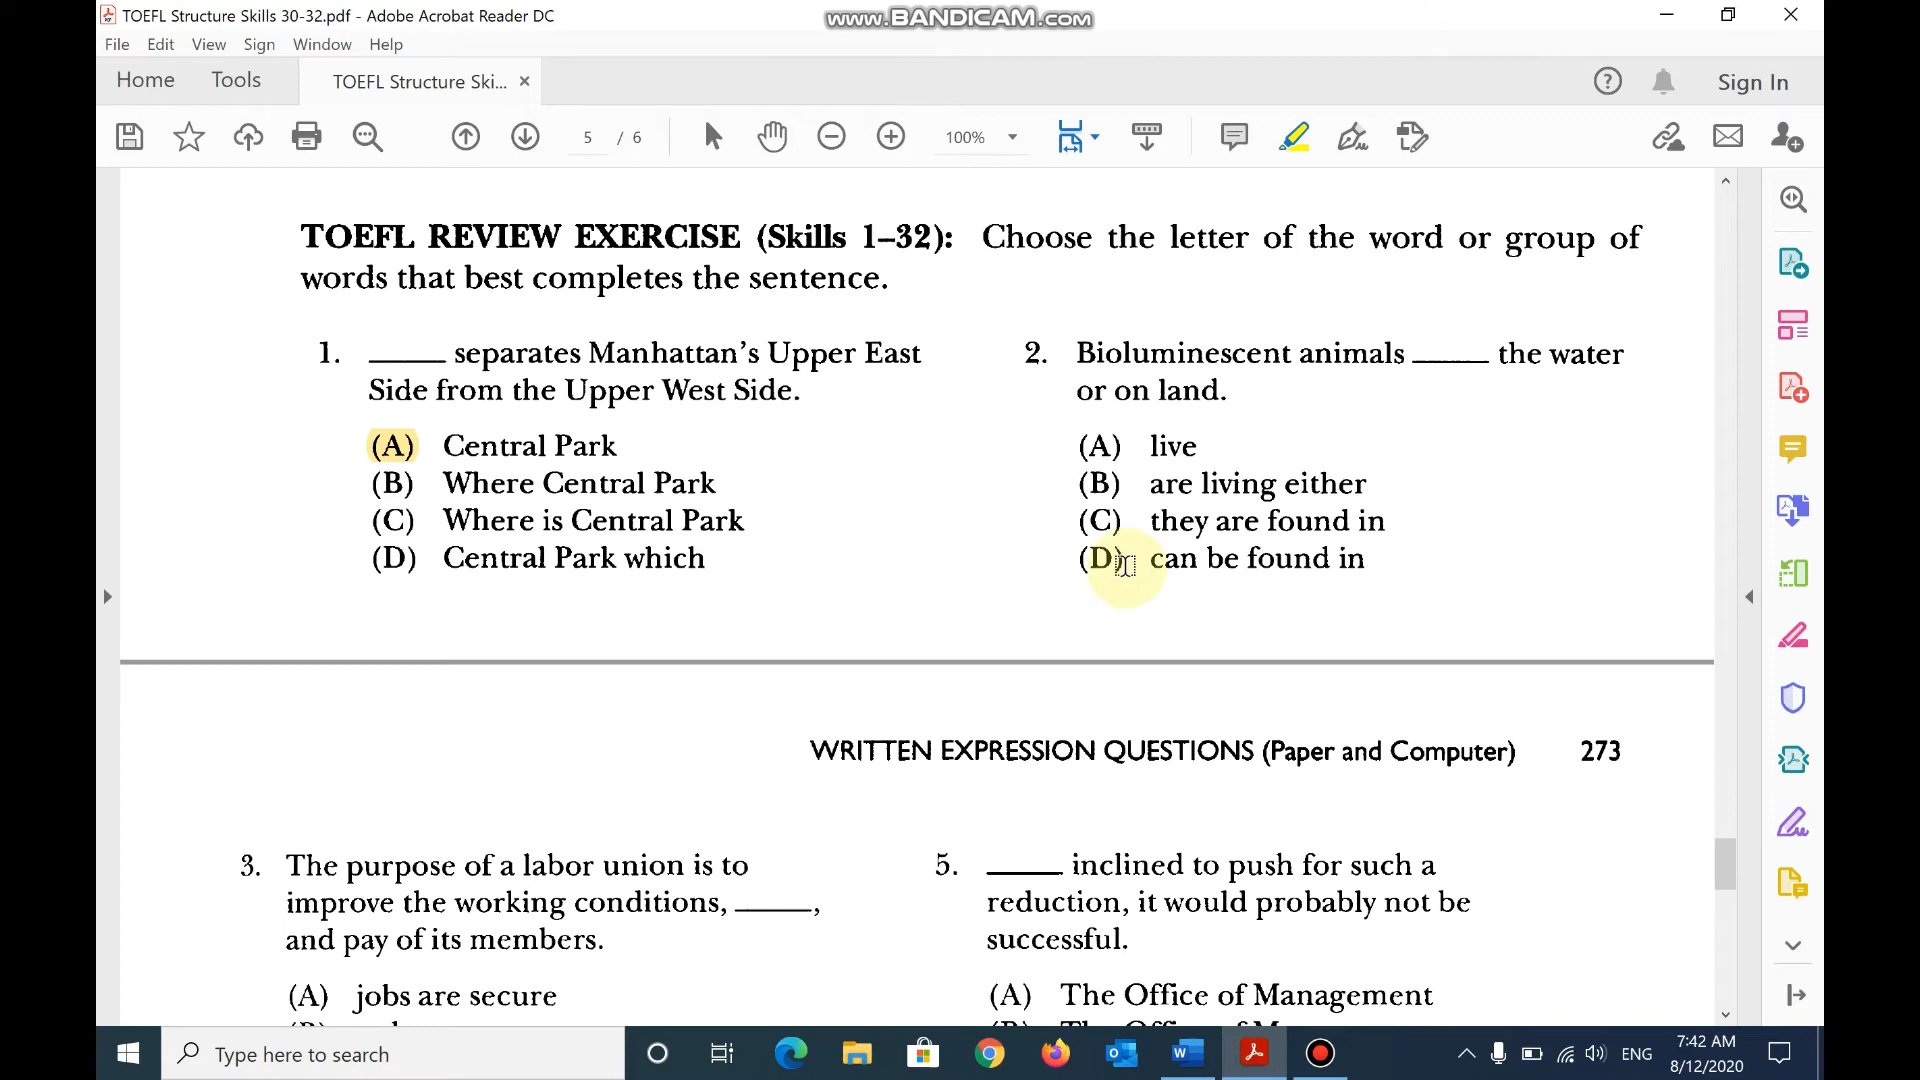 TOEFL Structure Skills 30-32.pdf - Adobe Acrobat Reader DC
www.BANDICAM.com
File Edit View Sign Window Help
Home Tools TOEFL Structure Ski... × Sign In
5 / 6 100%
TOEFL REVIEW EXERCISE (Skills 1–32): Choose the letter of the word or group of
words that best completes the sentence.
1. _____ separates Manhattan's Upper East
Side from the Upper West Side.
(A) Central Park
(B) Where Central Park
(C) Where is Central Park
(D) Central Park which
2. Bioluminescent animals _____ the water
or on land.
(A) live
(B) are living either
(C) they are found in
(D) can be found in
WRITTEN EXPRESSION QUESTIONS (Paper and Computer) 273
3. The purpose of a labor union is to
improve the working conditions, _____,
and pay of its members.
(A) jobs are secure
5. _____ inclined to push for such a
reduction, it would probably not be
successful.
(A) The Office of Management
Type here to search
ENG
7:42 AM
8/12/2020